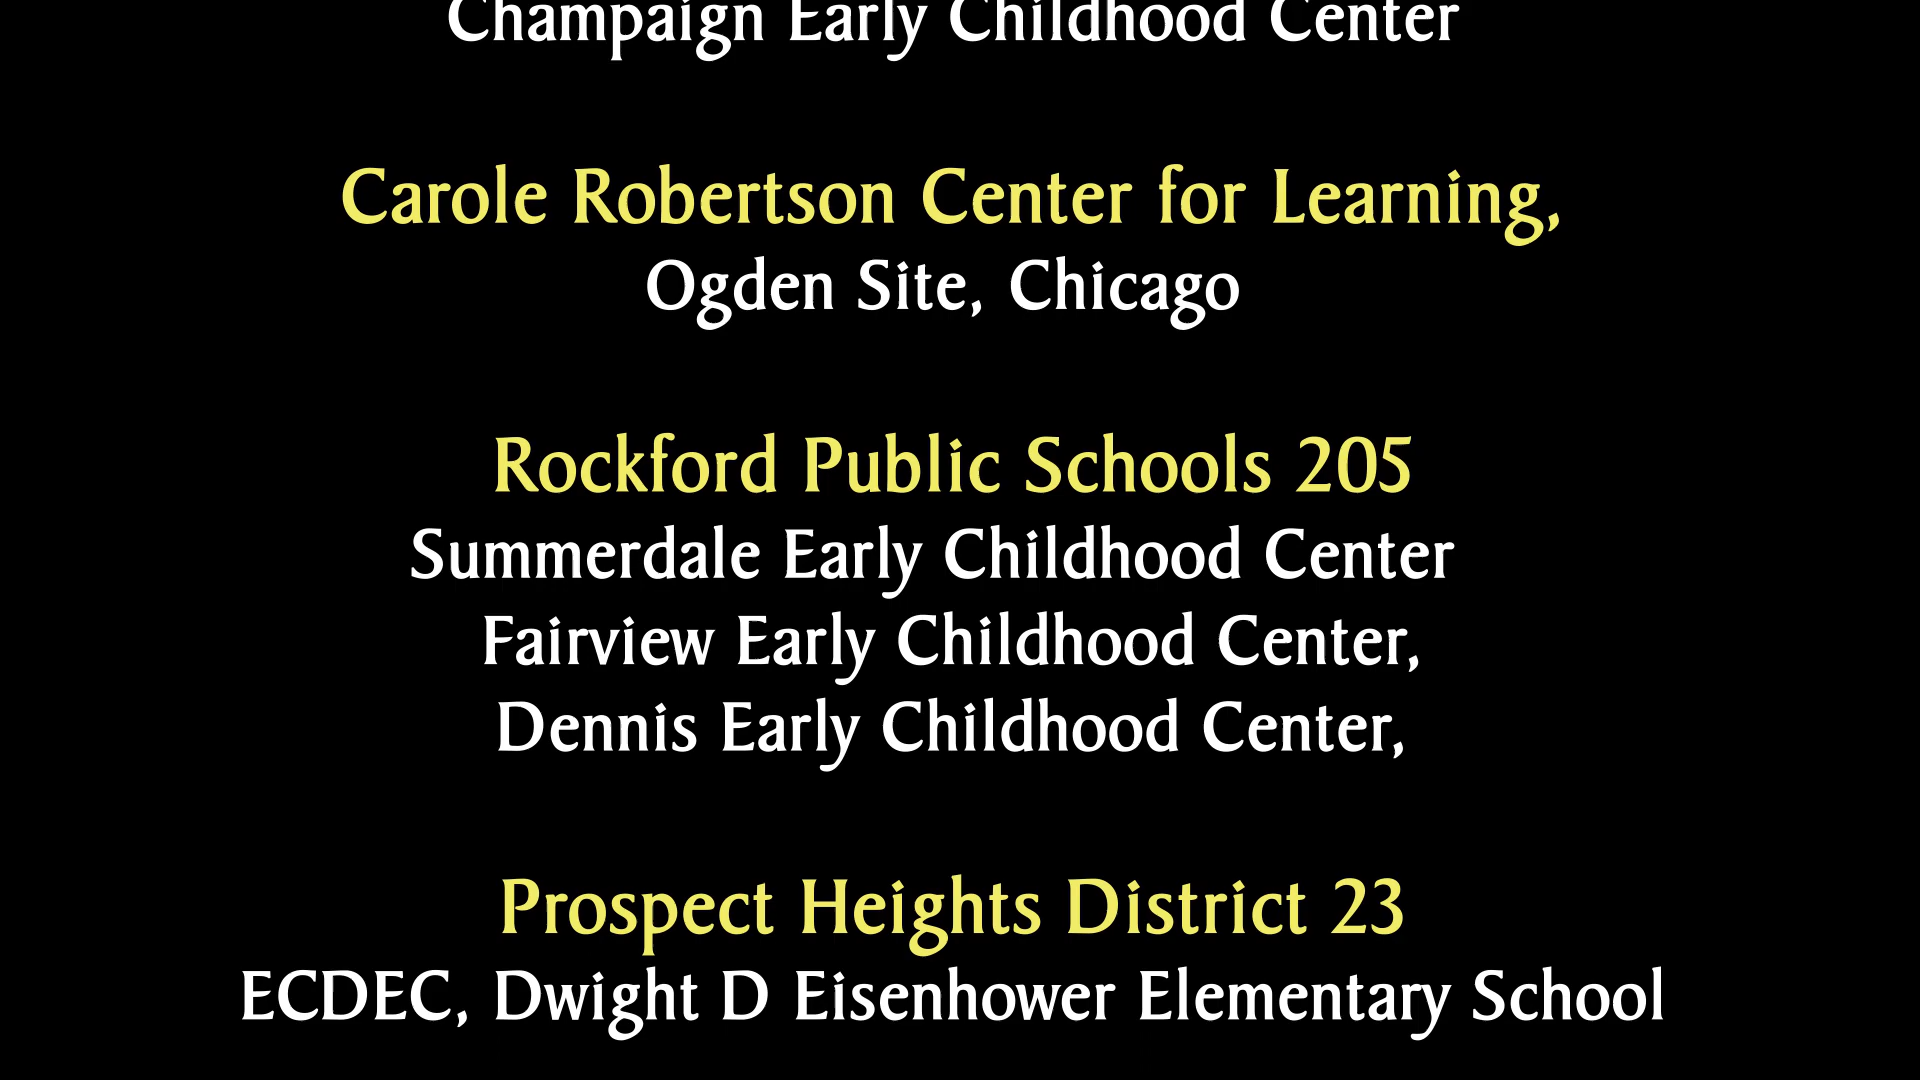 Champaign Early Childhood Center
Carole Robertson Center for Learning,
Ogden Site, Chicago
Rockford Public Schools 205
Summerdale Early Childhood Center
Fairview Early Childhood Center,
Dennis Early Childhood Center,
Prospect Heights District 23
ECDEC, Dwight D Eisenhower Elementary School